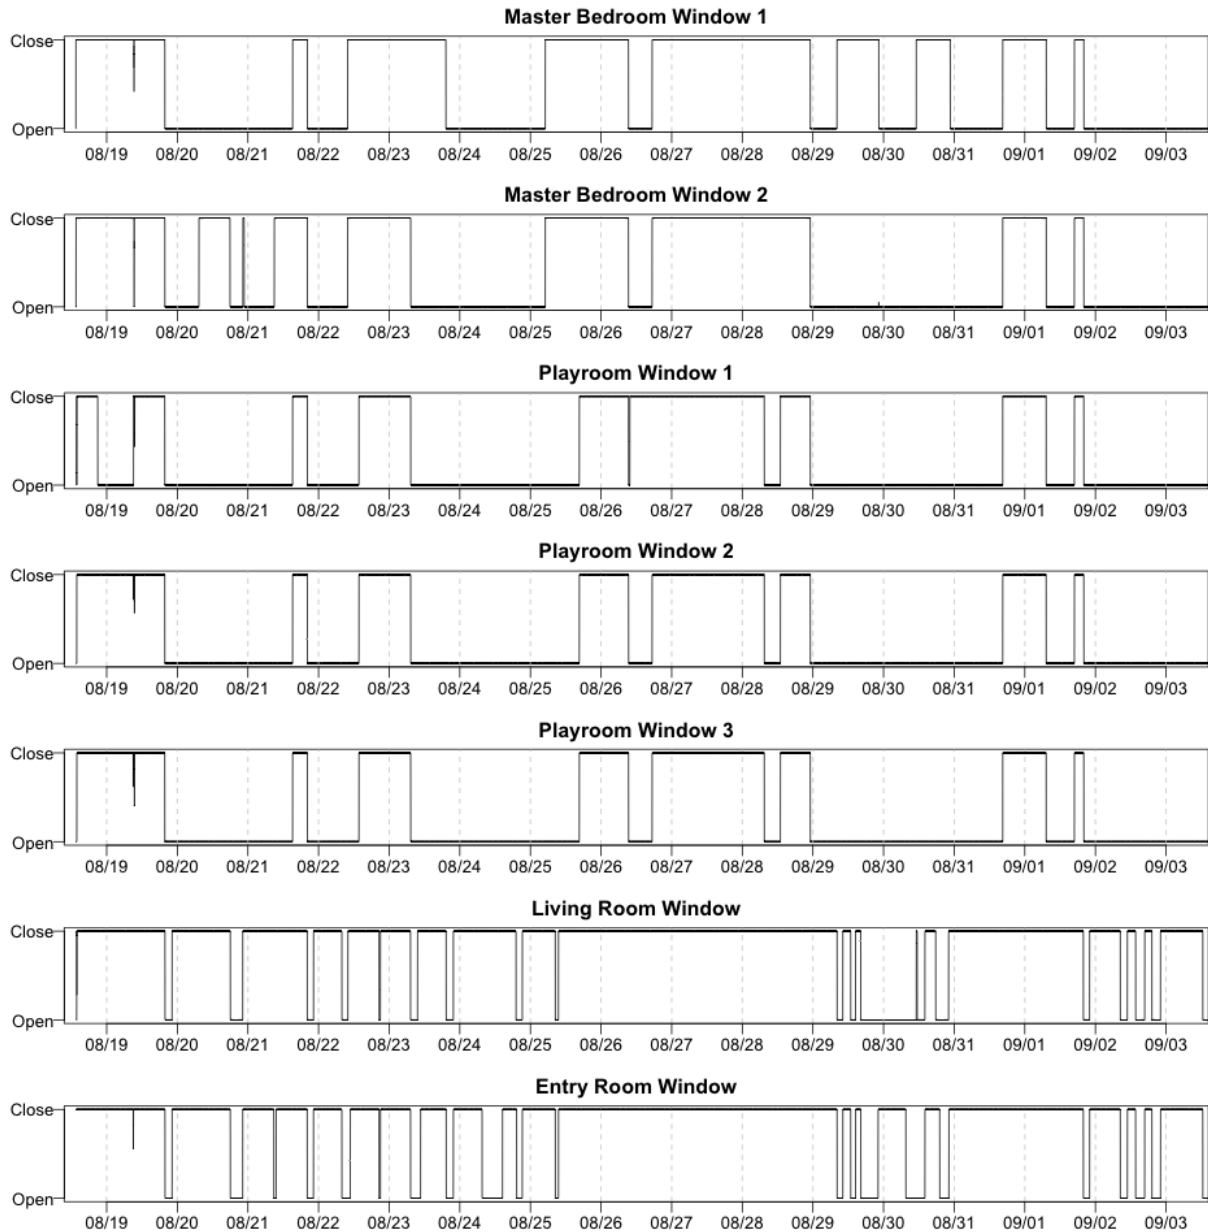 Master Bedroom Window 1
Close
Open
08/19 08/20 08/21 08/22 08/23 08/24 08/25 08/26 08/27 08/28 08/29 08/30 08/31 09/01 09/02 09/03
Master Bedroom Window 2
Close
Open
08/19 08/20 08/21 08/22 08/23 08/24 08/25 08/26 08/27 08/28 08/29 08/30 08/31 09/01 09/02 09/03
Playroom Window 1
Close
Open
08/19 08/20 08/21 08/22 08/23 08/24 08/25 08/26 08/27 08/28 08/29 08/30 08/31 09/01 09/02 09/03
Playroom Window 2
Close
Open
08/19 08/20 08/21 08/22 08/23 08/24 08/25 08/26 08/27 08/28 08/29 08/30 08/31 09/01 09/02 09/03
Playroom Window 3
Close
Open
08/19 08/20 08/21 08/22 08/23 08/24 08/25 08/26 08/27 08/28 08/29 08/30 08/31 09/01 09/02 09/03
Living Room Window
Close
Open
08/19 08/20 08/21 08/22 08/23 08/24 08/25 08/26 08/27 08/28 08/29 08/30 08/31 09/01 09/02 09/03
Entry Room Window
Close
Open
08/19 08/20 08/21 08/22 08/23 08/24 08/25 08/26 08/27 08/28 08/29 08/30 08/31 09/01 09/02 09/03